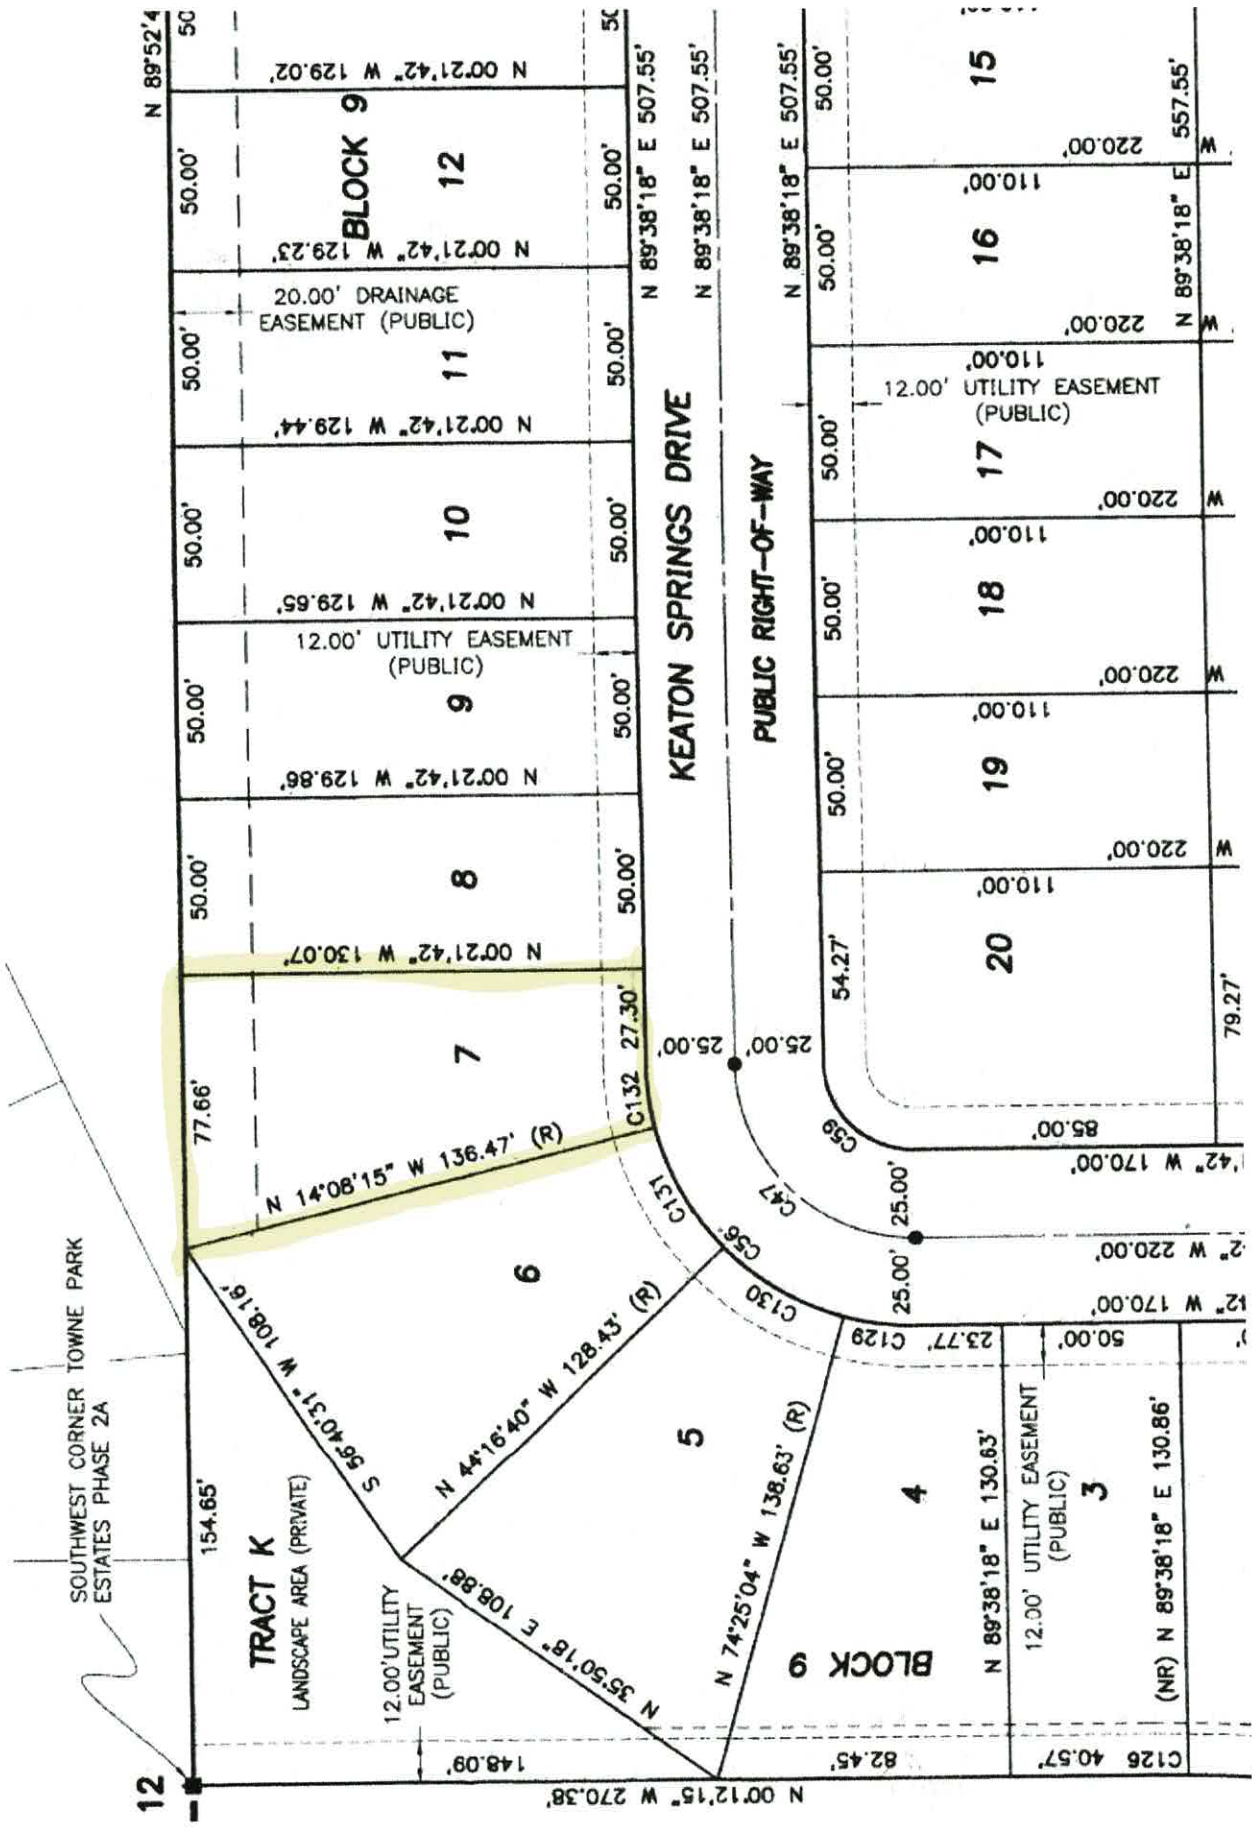 N 89°52'4
50
N 00°21'42" W 129.02'
50
N 89°38'18" E 507.55'
N 89°38'18" E 507.55'
N 89°38'18" E 507.55'
50.00'
15
110.00'
220.00'
W
N 89°38'18" E 557.55'
50.00'
BLOCK 9
12
50.00'
N 00°21'42" W 129.23'
50.00'
16
110.00'
220.00'
W
20.00' DRAINAGE
EASEMENT (PUBLIC)
50.00'
11
50.00'
N 00°21'42" W 129.44'
KEATON SPRINGS DRIVE
PUBLIC RIGHT-OF-WAY
12.00' UTILITY EASEMENT
(PUBLIC)
50.00'
17
110.00'
220.00'
W
50.00'
10
50.00'
N 00°21'42" W 129.65'
50.00'
18
110.00'
220.00'
W
12.00' UTILITY EASEMENT
(PUBLIC)
50.00'
9
50.00'
N 00°21'42" W 129.86'
50.00'
19
110.00'
220.00'
W
50.00'
8
50.00'
N 00°21'42" W 130.07'
54.27'
20
79.27'
77.66'
7
C132 27.30'
25.00'
25.00'
N 14°08'15" W 136.47' (R)
C59
85.00'
'42" W 170.00'
C131
C47
C56
25.00'
25.00'
2" W 220.00'
12" W 170.00'
6
S 56°40'31" W 108.16'
N 44°16'40" W 128.43' (R)
C130
C129
23.77'
50.00'
SOUTHWEST CORNER TOWNE PARK
ESTATES PHASE 2A
154.65'
TRACT K
LANDSCAPE AREA (PRIVATE)
12.00'UTILITY
EASEMENT
(PUBLIC)
N 35°50'18" E 108.88'
5
N 74°25'04" W 138.63' (R)
4
BLOCK 9
N 89°38'18" E 130.63'
12.00' UTILITY EASEMENT
(PUBLIC)
3
(NR) N 89°38'18" E 130.86'
12
148.09'
82.45'
40.57'
C126
N 00°12'15" W 270.38'